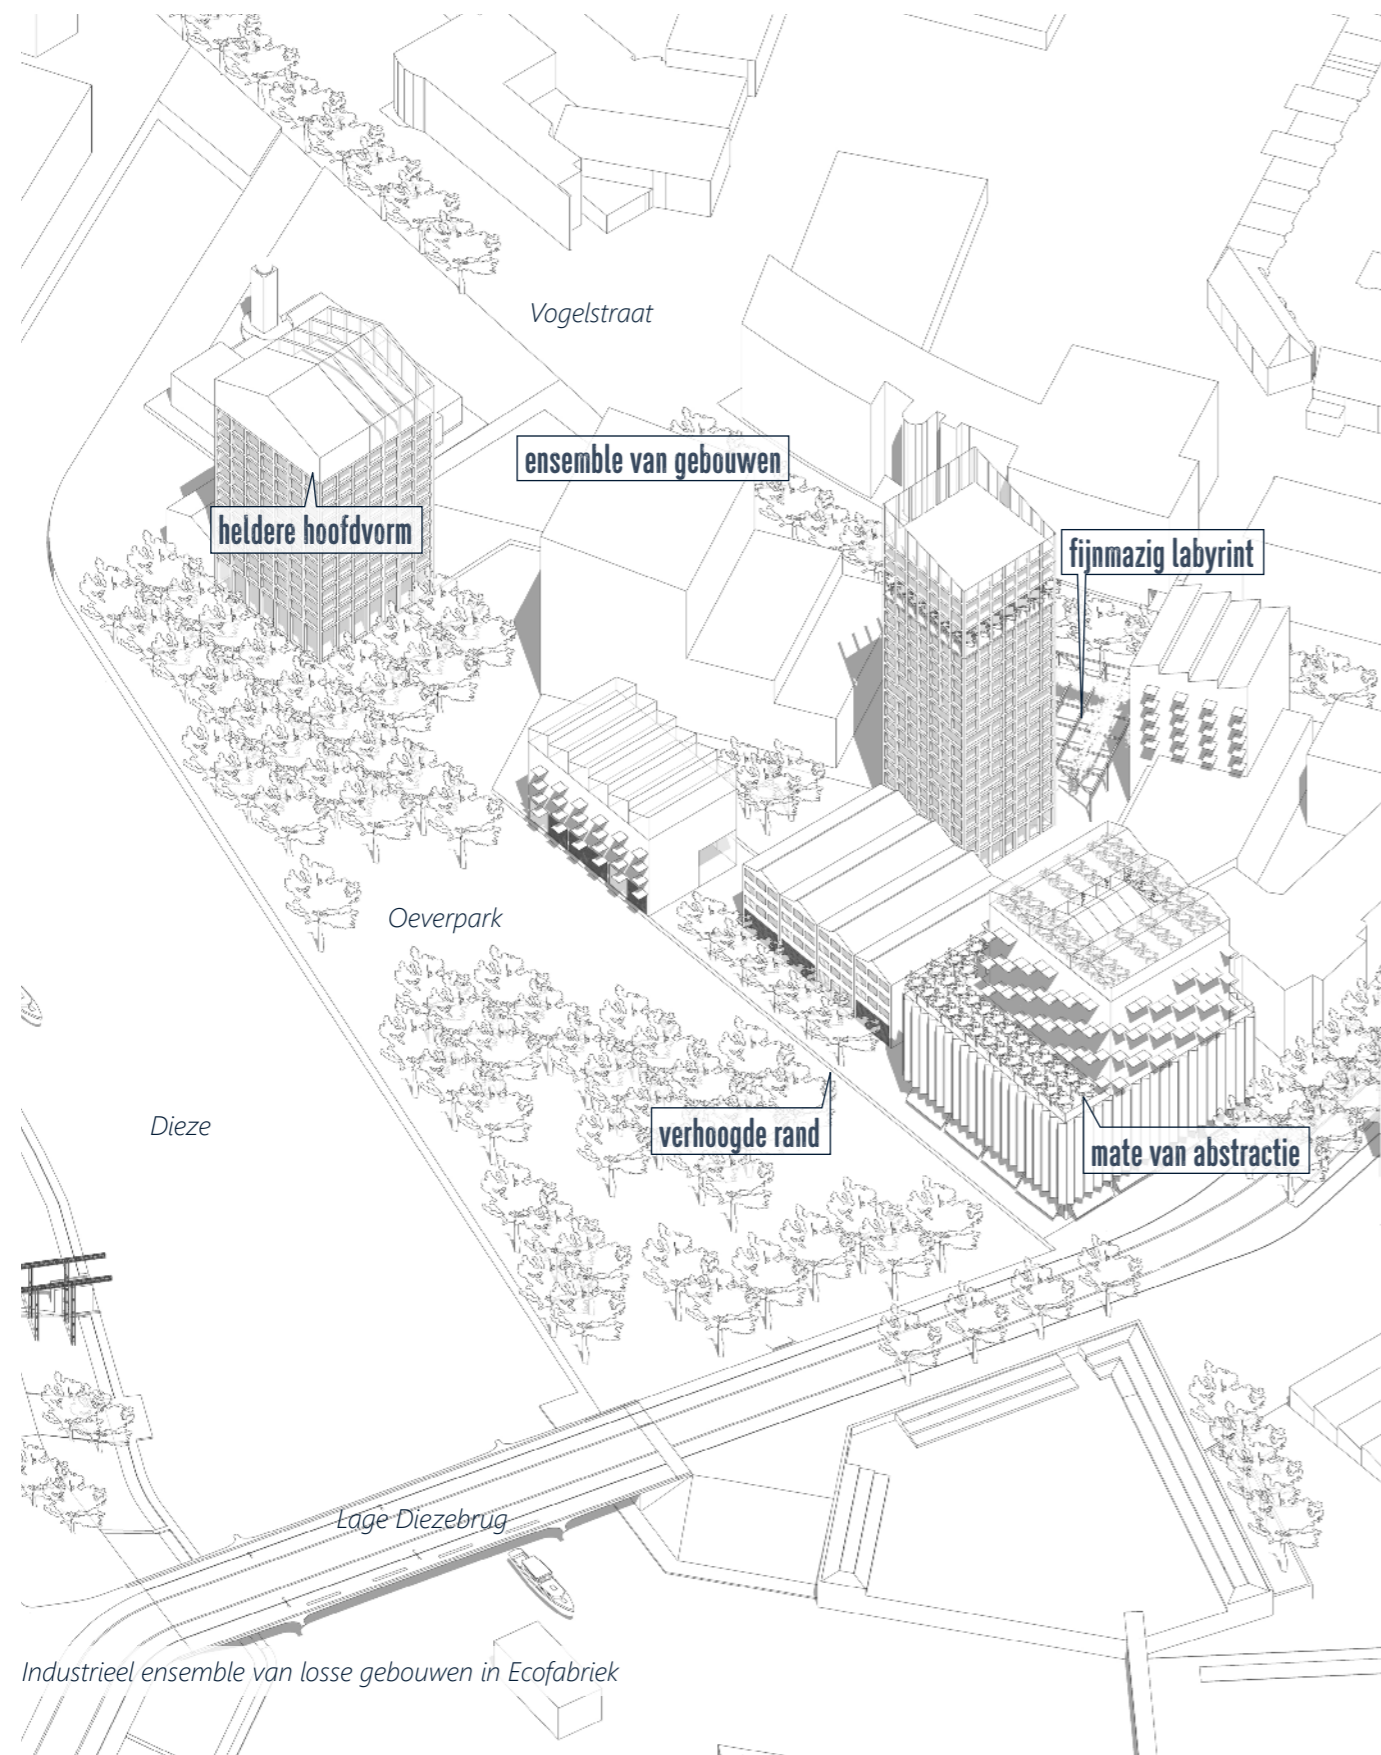 Vogelstraat
ensemble van gebouwen
heldere hoofdvorm
fijnmazig labyrint
Oeverpark
Dieze
verhoogde rand
mate van abstractie
Lage Diezebrug
Industrieel ensemble van losse gebouwen in Ecofabriek